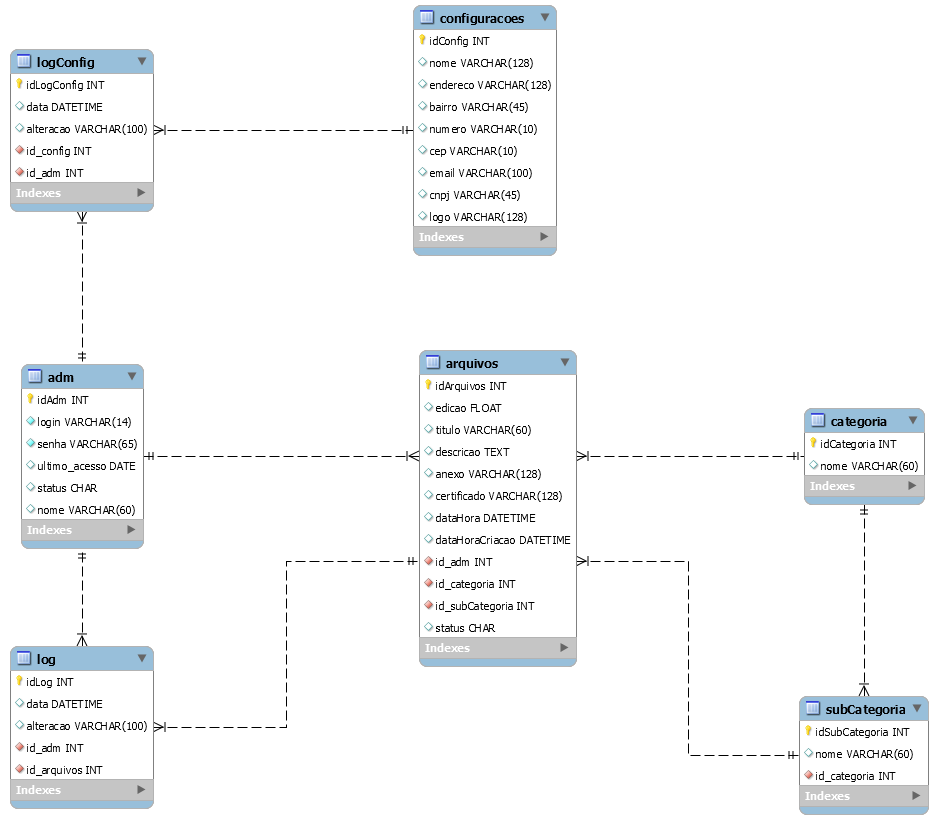 configuracoes
idConfig INT
nome VARCHAR(128)
endereco VARCHAR(128)
bairro VARCHAR(45)
numero VARCHAR(10)
cep VARCHAR(10)
email VARCHAR(100)
cnpj VARCHAR(45)
logo VARCHAR(128)
Indexes
logConfig
idLogConfig INT
data DATETIME
alteracao VARCHAR(100)
id_config INT
id_adm INT
Indexes
adm
idAdm INT
login VARCHAR(14)
senha VARCHAR(65)
ultimo_acesso DATE
status CHAR
nome VARCHAR(60)
Indexes
arquivos
idArquivos INT
edicao FLOAT
titulo VARCHAR(60)
descricao TEXT
anexo VARCHAR(128)
certificado VARCHAR(128)
dataHora DATETIME
dataHoraCriacao DATETIME
id_adm INT
id_categoria INT
id_subCategoria INT
status CHAR
Indexes
categoria
idCategoria INT
nome VARCHAR(60)
Indexes
log
idLog INT
data DATETIME
alteracao VARCHAR(100)
id_adm INT
id_arquivos INT
Indexes
subCategoria
idSubCategoria INT
nome VARCHAR(60)
id_categoria INT
Indexes